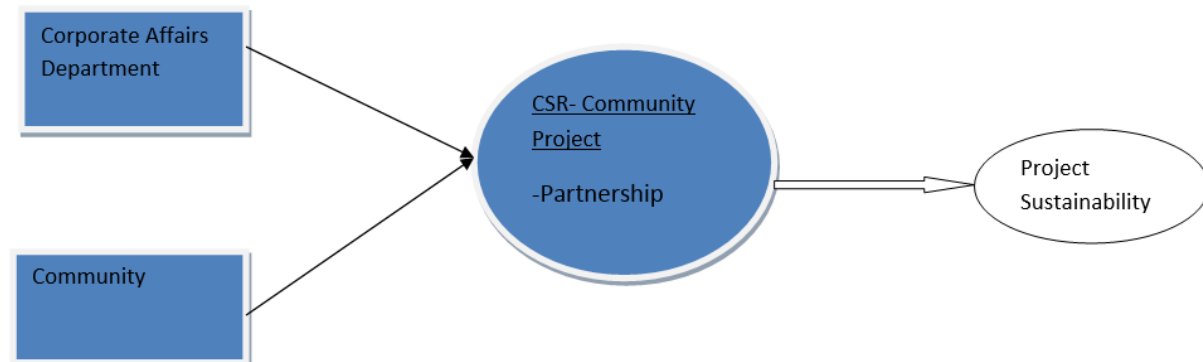 Corporate Affairs
Department
CSR- Community
Project
-Partnership
Project
Sustainability
Community